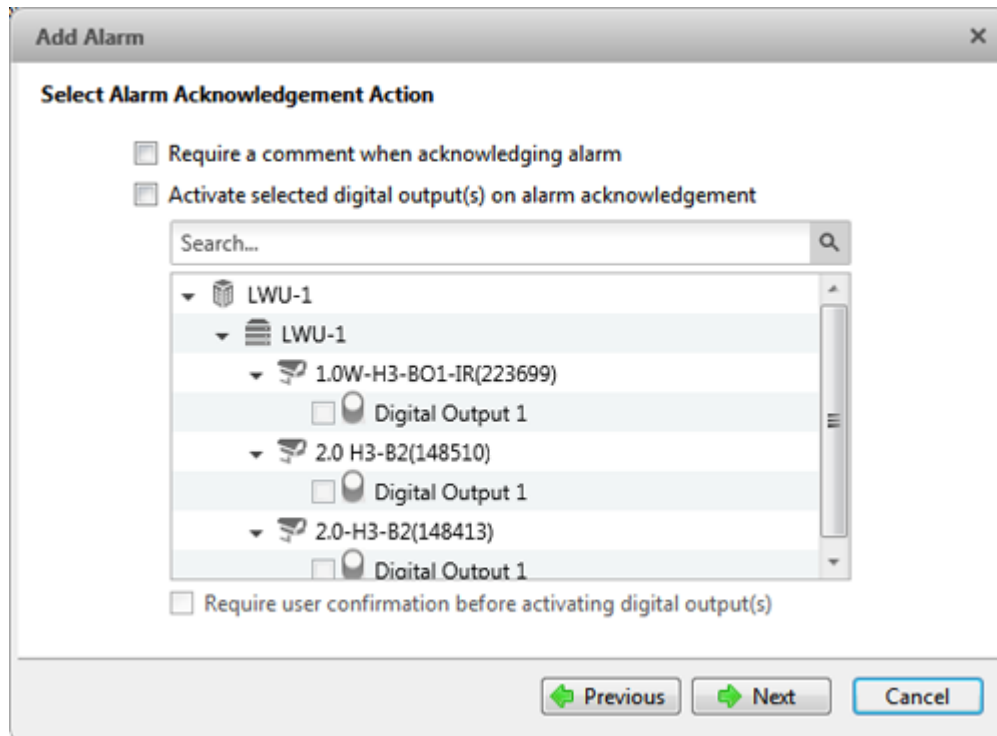 Add Alarm
Select Alarm Acknowledgement Action
Require a comment when acknowledging alarm
Activate selected digital output(s) on alarm acknowledgement
Search...
LWU-1
LWU-1
1.0W-H3-BO1-IR(223699)
Digital Output 1
2.0 H3-B2(148510)
Digital Output 1
2.0-H3-B2(148413)
Digital Output 1
Require user confirmation before activating digital output(s)
Previous Next Cancel